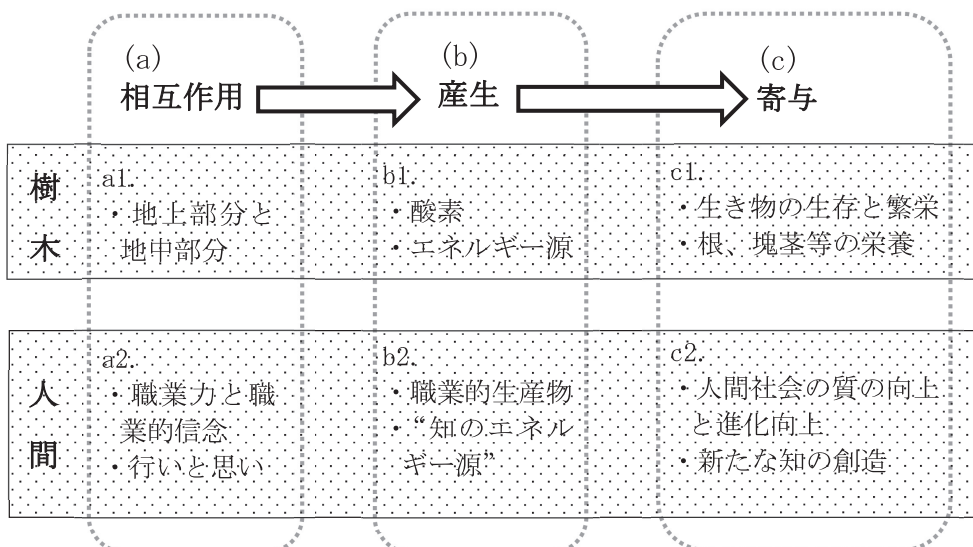 (a)
相互作用
(b)
産生
(c)
寄与
樹
木
a1.
・地上部分と
地中部分
b1.
・酸素
・エネルギー源
c1.
・生き物の生存と繁栄
・根、塊茎等の栄養
人
間
a2.
・職業力と職
業的信念
・行いと思い
b2.
・職業的生産物
・“知のエネル
ギー源”
c2.
・人間社会の質の向上
と進化向上
・新たな知の創造